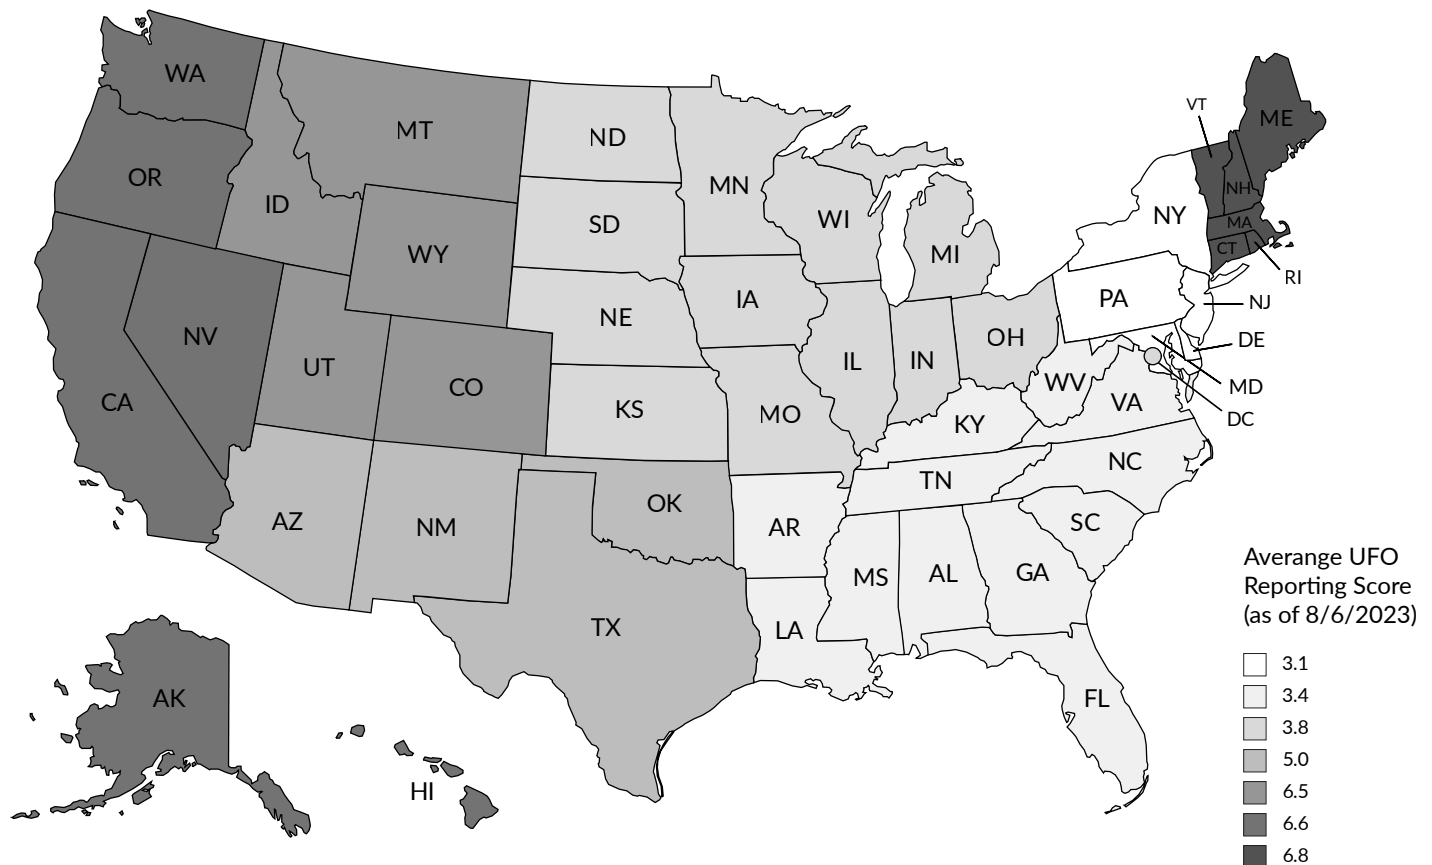 WA
MT
ND
MN
VT
ME
OR
ID
WY
SD
WI
MI
NY
NH
MA
CT
RI
NV
UT
CO
NE
IA
IL
IN
OH
PA
NJ
DE
MD
DC
CA
KS
MO
KY
WV
VA
AZ
NM
OK
AR
TN
NC
SC
TX
LA
MS
AL
GA
FL
AK
HI
Averange UFO
Reporting Score
(as of 8/6/2023)
3.1
3.4
3.8
5.0
6.5
6.6
6.8